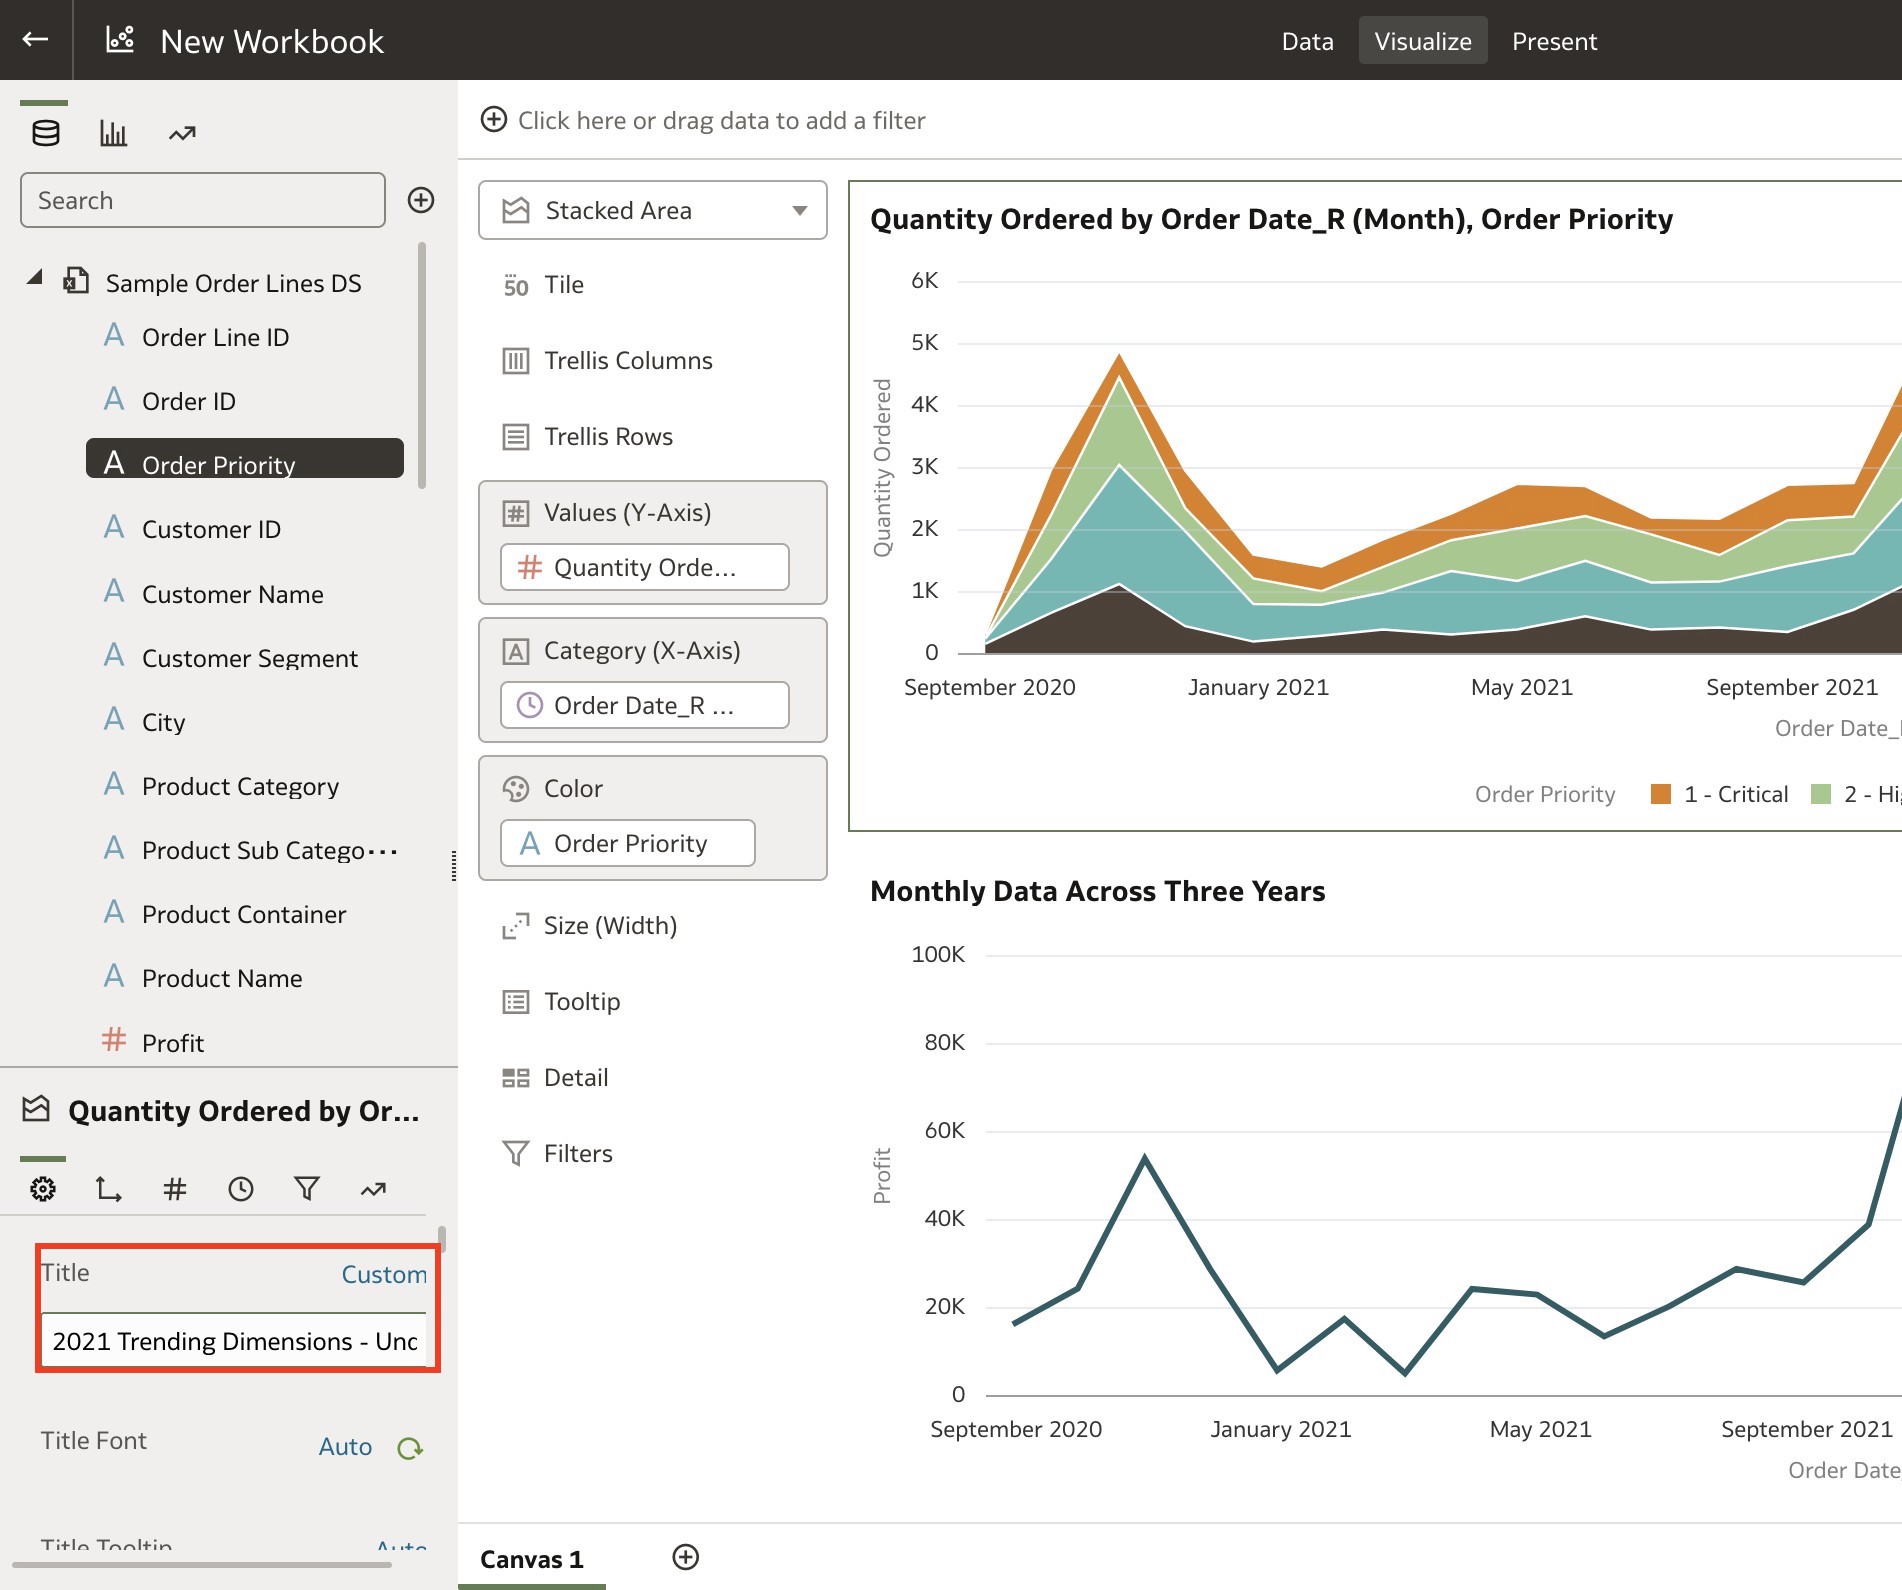 New Workbook
Data
Visualize
Present
Click here or drag data to add a filter
Search
Sample Order Lines DS
Order Line ID
Order ID
Order Priority
Customer ID
Customer Name
Customer Segment
City
Product Category
Product Sub Catego...
Product Container
Product Name
Profit
Quantity Ordered by Or...
Title
Custom
2021 Trending Dimensions -
Title Font
Auto
Title Tooltip
Auto
Stacked Area
50 Tile
Trellis Columns
Trellis Rows
Values (Y-Axis)
Quantity Orde...
Category (X-Axis)
Order Date_R ...
Color
Order Priority
Size (Width)
Tooltip
Detail
Filters
Quantity Ordered by Order Date_R (Month), Order Priority
Quantity Ordered
6K
5K
4K
3K
2K
1K
0
September 2020
January 2021
May 2021
September 2021
Order Date_
Order Priority
1 - Critical
2 -
Monthly Data Across Three Years
Profit
100K
80K
60K
40K
20K
0
September 2020
January 2021
May 2021
September 2021
Order Date
Canvas 1